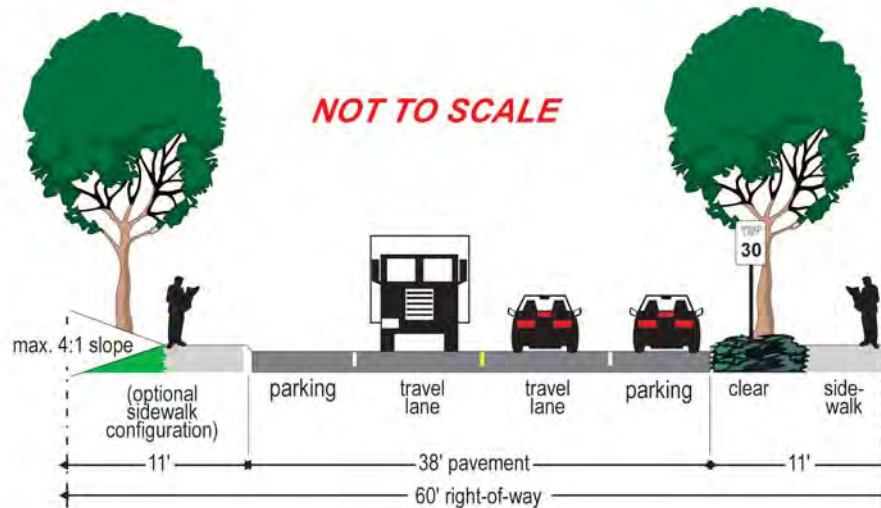 NOT TO SCALE
30
max. 4:1 slope
(optional
sidewalk
configuration)
parking
travel
lane
travel
lane
parking
clear
side-
walk
11'
38' pavement
11'
60' right-of-way